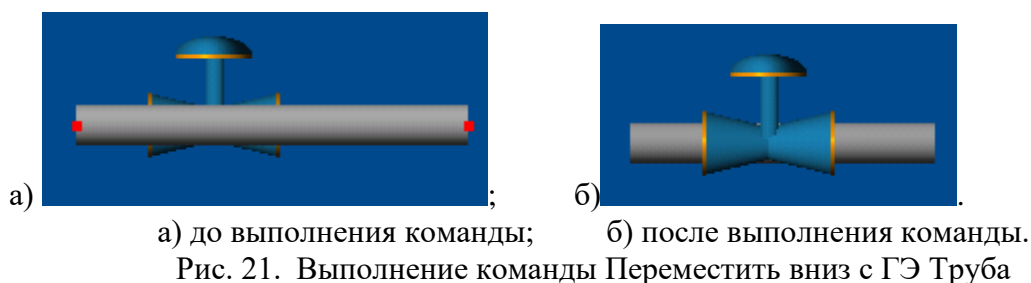 а) ; б) .
а) до выполнения команды; б) после выполнения команды.
Рис. 21. Выполнение команды Переместить вниз с ГЭ Труба